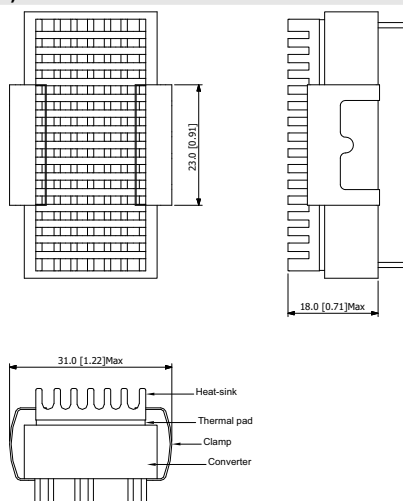 23.0 [0.91]
18.0 [0.71]Max
31.0 [1.22]Max
Heat-sink
Thermal pad
Clamp
Converter